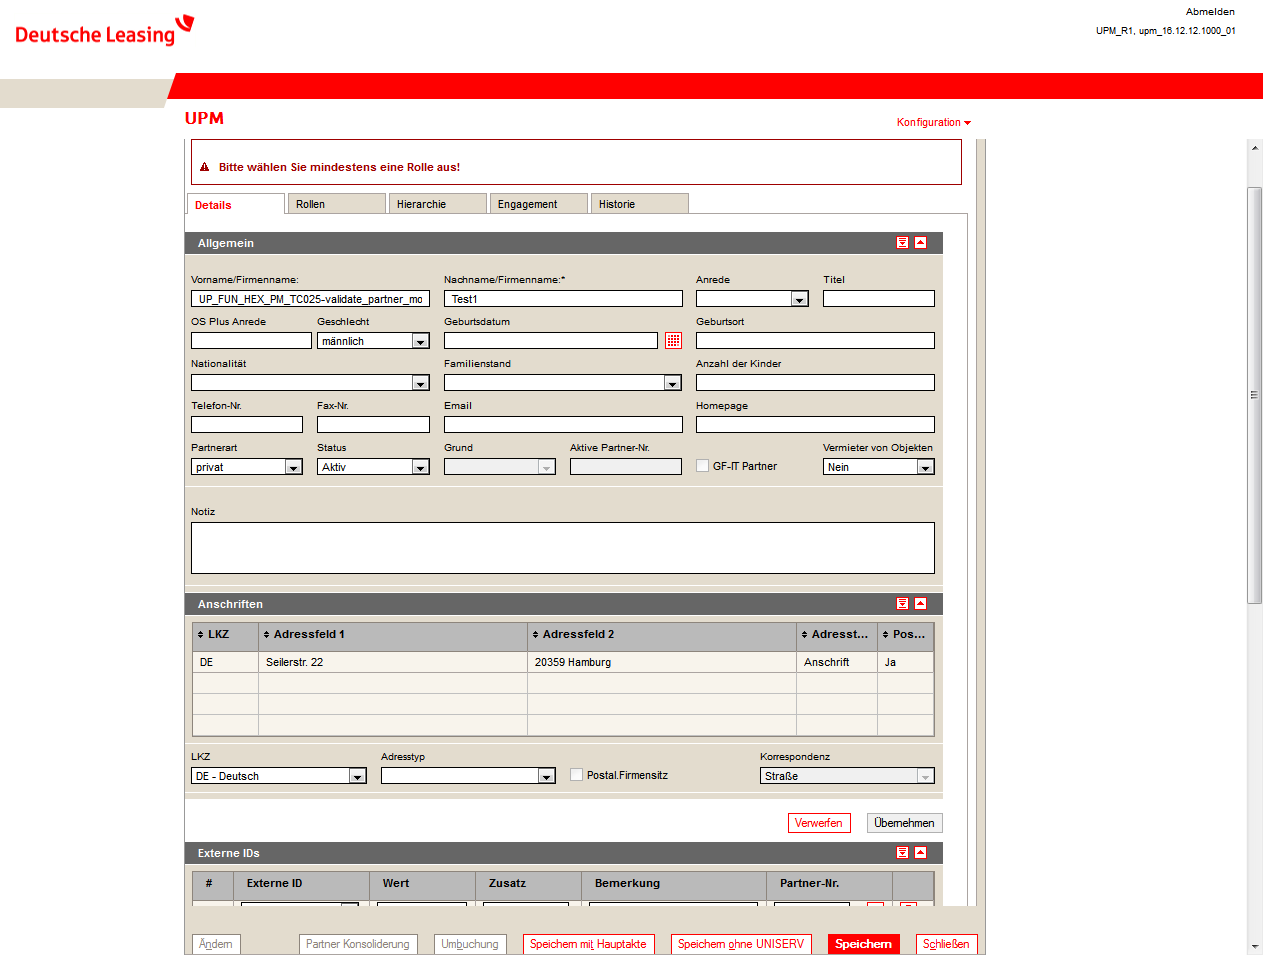 Deutsche Leasing
Abmelden
UPM_R1, upm_16.12.12.1000_01
UPM
Konfiguration
Bitte wählen Sie mindestens eine Rolle aus!
Details Rollen Hierarchie Engagement Historie
Allgemein
Vorname/Firmenname: Nachname/Firmenname:* Anrede Titel
UP_FUN_HEX_PM_TC025-validate_partner_mo Test1
OS Plus Anrede Geschlecht Geburtsdatum Geburtsort
männlich
Nationalität Familienstand Anzahl der Kinder
Telefon-Nr. Fax-Nr. Email Homepage
Partnerart Status Grund Aktive Partner-Nr. Vermieter von Objekten
privat Aktiv GF-IT Partner Nein
Notiz
Anschriften
LKZ Adressfeld 1 Adressfeld 2 Adresst... Pos...
DE Seilerstr. 22 20359 Hamburg Anschrift Ja
LKZ Adresstyp Korrespondenz
DE - Deutsch Postal.Firmensitz Straße
Verwerfen Übernehmen
Externe IDs
# Externe ID Wert Zusatz Bemerkung Partner-Nr.
Ändern Partner Konsolidierung Umbuchung Speichern mit Hauptakte Speichern ohne UNISERV Speichern Schließen